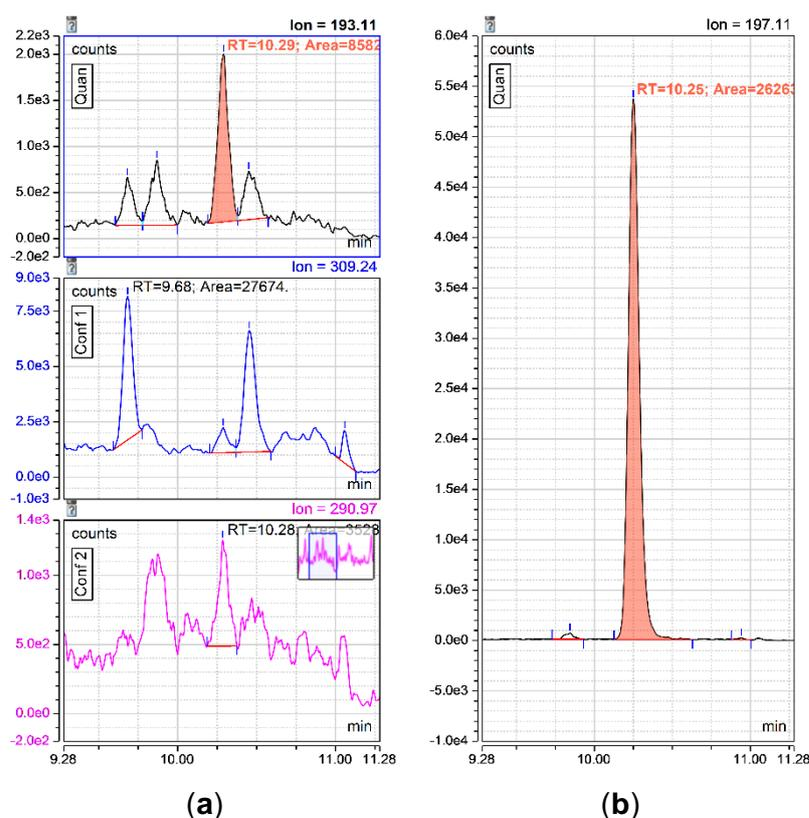 Ion = 193.11
2.2e3
2.0e3
1.5e3
1.0e3
5.0e2
0.0e0
-2.0e2
counts
Quan
RT=10.29; Area=8582
min
Ion = 309.24
9.0e3
7.5e3
5.0e3
2.5e3
0.0e0
-1.0e3
counts
Conf 1
RT=9.68; Area=27674.
min
Ion = 290.97
1.4e3
1.0e3
5.0e2
0.0e0
-2.0e2
counts
Conf 2
RT=10.28; Area=3528
min
9.28 10.00 11.00 11.28
(a)
Ion = 197.11
6.0e4
5.5e4
5.0e4
4.5e4
4.0e4
3.5e4
3.0e4
2.5e4
2.0e4
1.5e4
1.0e4
5.0e3
0.0e0
-5.0e3
-1.0e4
counts
Quan
RT=10.25; Area=26263
min
9.28 10.00 11.00 11.28
(b)